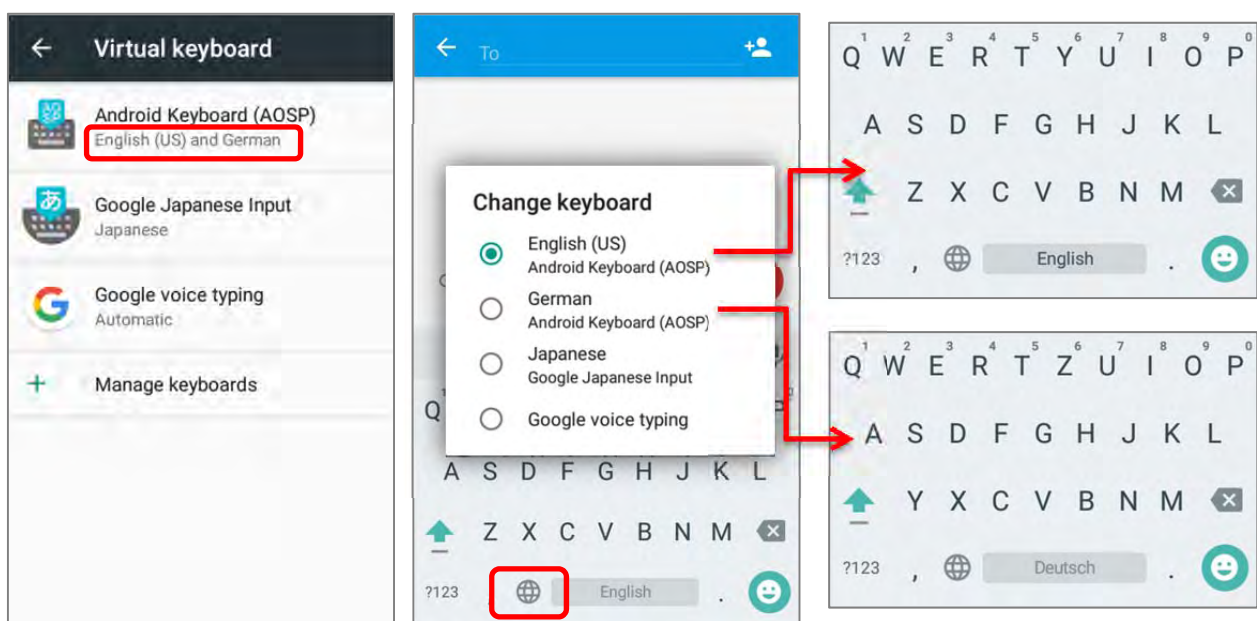 Virtual keyboard
AO
SP
Android Keyboard (AOSP)
English (US) and German
あ
Google Japanese Input
Japanese
G
Google voice typing
Automatic
+ Manage keyboards
To
Change keyboard
English (US)
Android Keyboard (AOSP)
German
Android Keyboard (AOSP)
Japanese
Google Japanese Input
Google voice typing
Q
A S D F G H J K L
Z X C V B N M
?123 English .
1 2 3 4 5 6 7 8 9 0
Q W E R T Y U I O P
A S D F G H J K L
Z X C V B N M
?123 , English .
1 2 3 4 5 6 7 8 9 0
Q W E R T Z U I O P
A S D F G H J K L
Y X C V B N M
?123 , Deutsch .